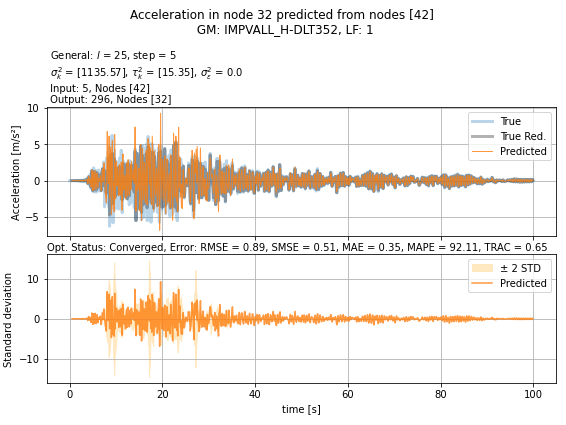 Acceleration in node 32 predicted from nodes [42]
GM: IMPVALL_H-DLT352, LF: 1
General: l = 25, step = 5
σ²ₖ = [1135.57], τ²ₖ = [15.35], σ²ε = 0.0
Input: 5, Nodes [42]
Output: 296, Nodes [32]
10
5
0
−5
Acceleration [m/s²]
True
True Red.
Predicted
Opt. Status: Converged, Error: RMSE = 0.89, SMSE = 0.51, MAE = 0.35, MAPE = 92.11, TRAC = 0.65
10
0
−10
Standard deviation
± 2 STD
Predicted
0 20 40 60 80 100
time [s]